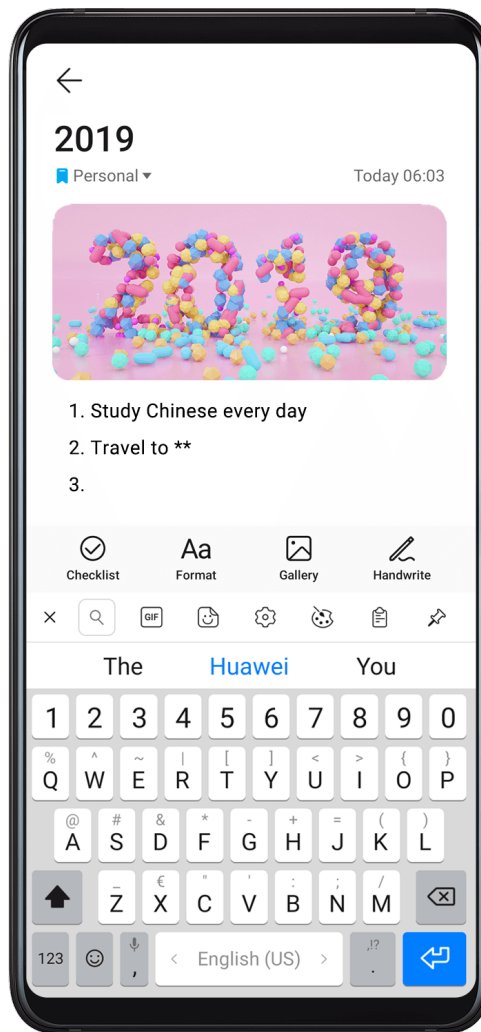 2019
Personal
Today 06:03
2019
1. Study Chinese every day
2. Travel to **
3.
Checklist Aa Format Gallery Handwrite
GIF
The Huawei You
1 2 3 4 5 6 7 8 9 0
% ^ ~ | [ ] < > { }
Q W E R T Y U I O P
@ # & * - + = ( )
A S D F G H J K L
_ € " ' : ; /
Z X C V B N M
123 , < English (US) > ,!? .